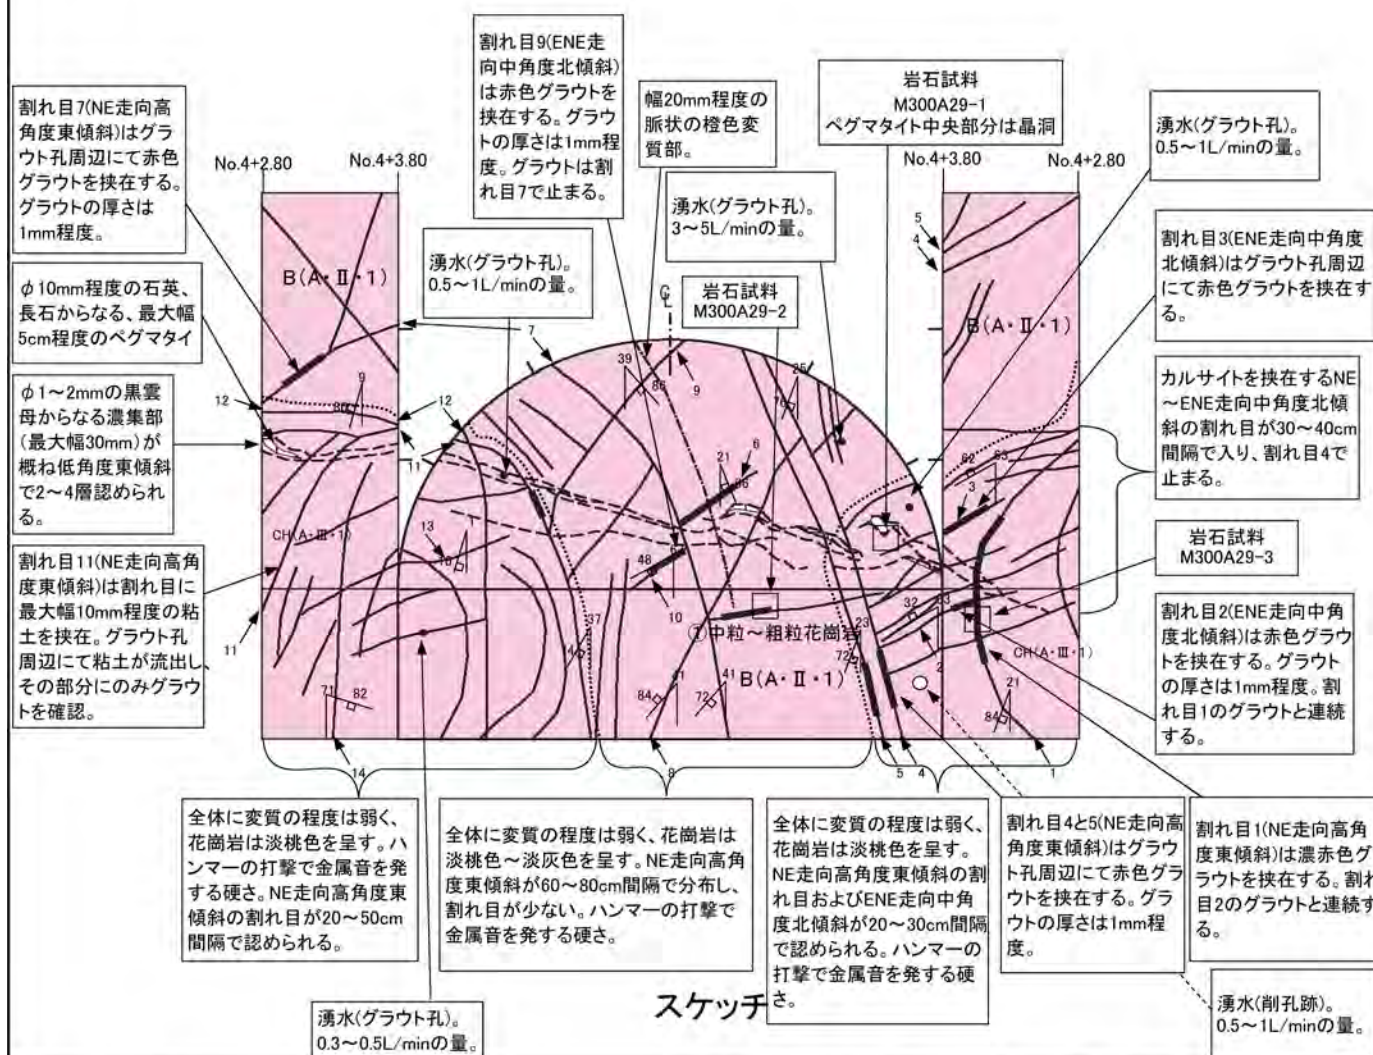 割れ目9(ENE走
向中角度北傾斜)
は赤色グラウトを
挟在する。グラウ
トの厚さは1mm程
度。グラウトは割
れ目7で止まる。
幅20mm程度の
脈状の橙色変
質部。
岩石試料
M300A29-1
ペグマタイト中央部分は晶洞
湧水(グラウト孔)。
0.5～1L/minの量。
割れ目7(NE走向高
角度東傾斜)はグラ
ウト孔周辺にて赤色
グラウトを挟在する。
グラウトの厚さは
1mm程度。
No.4+2.80
No.4+3.80
No.4+3.80
No.4+2.80
湧水(グラウト孔)。
3～5L/minの量。
湧水(グラウト孔)。
0.5～1L/minの量。
岩石試料
M300A29-2
割れ目3(ENE走向中角度
北傾斜)はグラウト孔周辺
にて赤色グラウトを挟在す
る。
φ10mm程度の石英、
長石からなる、最大幅
5cm程度のペグマタイ
φ1～2mmの黒雲
母からなる濃集部
(最大幅30mm)が
概ね低角度東傾斜
で2～4層認められ
る。
カルサイトを挟在するNE
～ENE走向中角度北傾
斜の割れ目が30～40cm
間隔で入り、割れ目4で
止まる。
割れ目11(NE走向高角
度東傾斜)は割れ目に
最大幅10mm程度の粘
土を挟在。グラウト孔
周辺にて粘土が流出し、
その部分にのみグラウ
トを確認。
岩石試料
M300A29-3
割れ目2(ENE走向中角
度北傾斜)は赤色グラウ
トを挟在する。グラウト
の厚さは1mm程度。割
れ目1のグラウトと連続
する。
B(A・Ⅱ・1)
B(A・Ⅱ・1)
CH(A・Ⅲ・1)
①中粒～粗粒花崗岩
B(A・Ⅱ・1)
CH(A・Ⅲ・1)
5
4
7
39
86
9
25
9
12
12
11
11
21
6
62
63
3
13
1
48
10
32
2
37
23
72
71
82
84
41
72
41
21
84
14
8
5
4
1
全体に変質の程度は弱く、
花崗岩は淡桃色を呈す。ハ
ンマーの打撃で金属音を発
する硬さ。NE走向高角度東
傾斜の割れ目が20～50cm
間隔で認められる。
全体に変質の程度は弱く、花崗岩は
淡桃色～淡灰色を呈す。NE走向高角
度東傾斜が60～80cm間隔で分布し、
割れ目が少ない。ハンマーの打撃で
金属音を発する硬さ。
全体に変質の程度は弱く、
花崗岩は淡桃色を呈す。
NE走向高角度東傾斜の割
れ目およびENE走向中角
度北傾斜が20～30cm間隔
で認められる。ハンマーの
打撃で金属音を発する硬
さ。
割れ目4と5(NE走向高
角度東傾斜)はグラウ
ト孔周辺にて赤色グラ
ウトを挟在する。グラ
ウトの厚さは1mm程
度。
割れ目1(NE走向高角
度東傾斜)は濃赤色グ
ラウトを挟在する。割れ
目2のグラウトと連続す
る。
スケッチ
湧水(グラウト孔)。
0.3～0.5L/minの量。
湧水(削孔跡)。
0.5～1L/minの量。